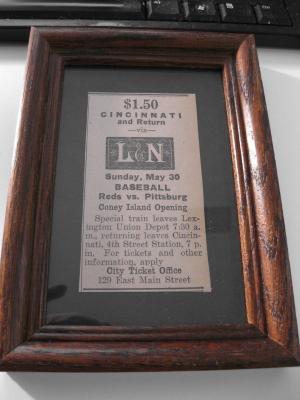 $1.50
CINCINNATI
and Return
—via—
L&N
Sunday, May 30
BASEBALL
Reds vs. Pittsburg
Coney Island Opening
Special train leaves Lex-
ington Union Depot 7:30 a.
m., returning leaves Cincin-
nati, 4th Street Station, 7 p.
m. For tickets and other
information, apply
City Ticket Office
129 East Main Street